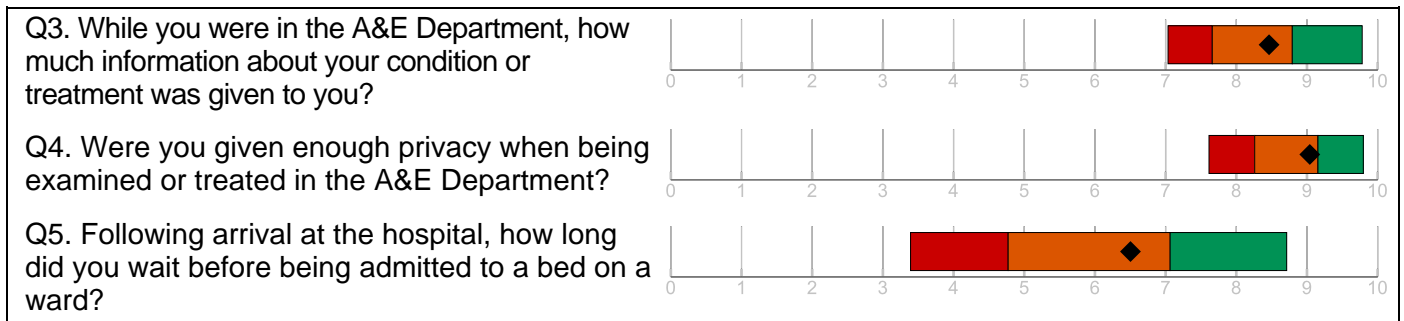 Q3. While you were in the A&E Department, how
much information about your condition or
treatment was given to you?
0 1 2 3 4 5 6 7 8 9 10
Q4. Were you given enough privacy when being
examined or treated in the A&E Department?
0 1 2 3 4 5 6 7 8 9 10
Q5. Following arrival at the hospital, how long
did you wait before being admitted to a bed on a
ward?
0 1 2 3 4 5 6 7 8 9 10